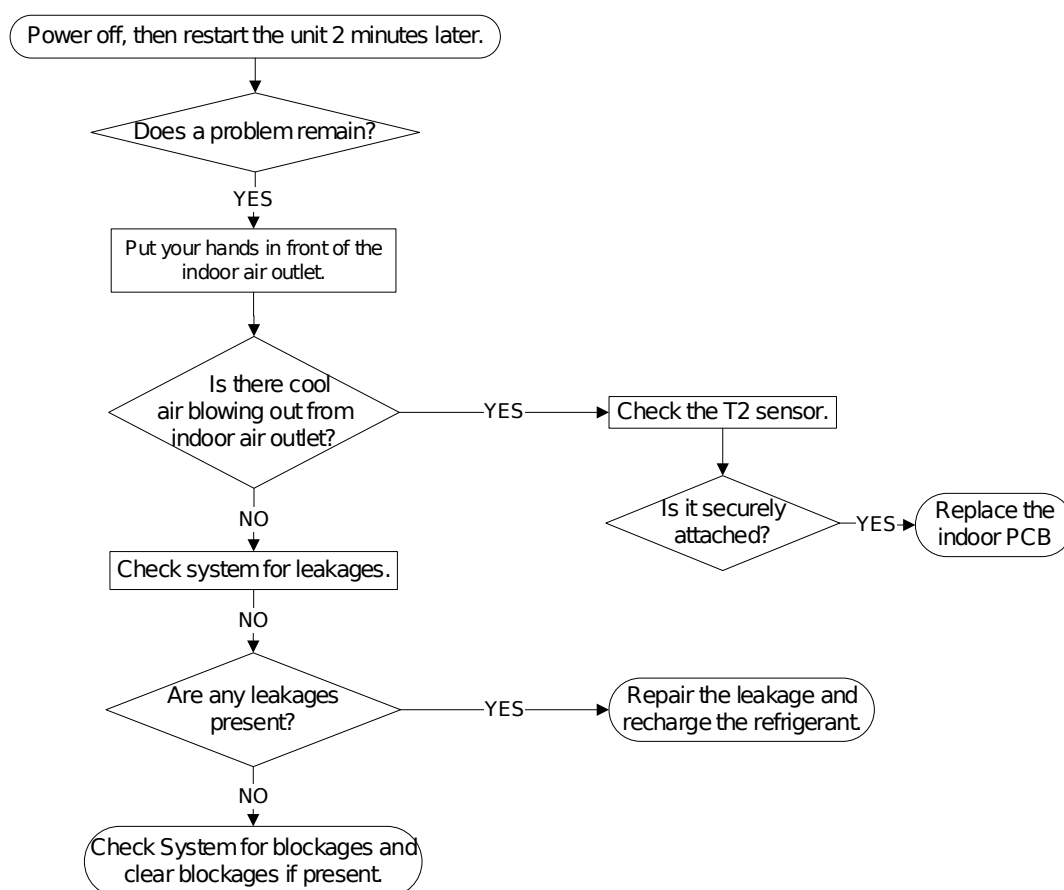 Power off, then restart the unit 2 minutes later.
Does a problem remain?
YES
Put your hands in front of the
indoor air outlet.
Is there cool
air blowing out from
indoor air outlet?
YES
Check the T2 sensor.
Is it securely
attached?
YES
Replace the
indoor PCB
NO
Check system for leakages.
NO
Are any leakages
present?
YES
Repair the leakage and
recharge the refrigerant.
NO
Check System for blockages and
clear blockages if present.